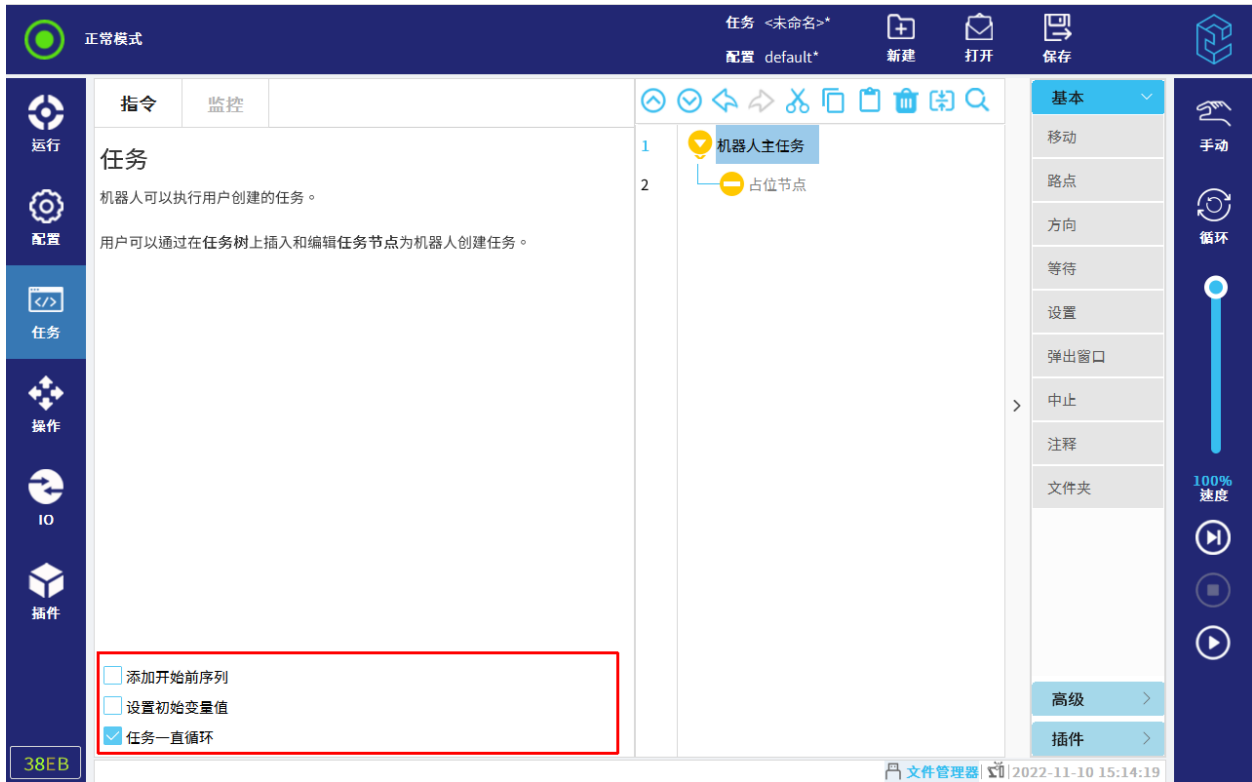 正常模式
任务 <未命名>*
配置 default*
新建
打开
保存
运行
配置
任务
操作
IO
插件
38EB
指令
监控
任务
机器人可以执行用户创建的任务。
用户可以通过在任务树上插入和编辑任务节点为机器人创建任务。
添加开始前序列
设置初始变量值
任务一直循环
1 机器人主任务
2 占位节点
基本
移动
路点
方向
等待
设置
弹出窗口
中止
注释
文件夹
高级
插件
手动
循环
100%
速度
文件管理器
2022-11-10 15:14:19